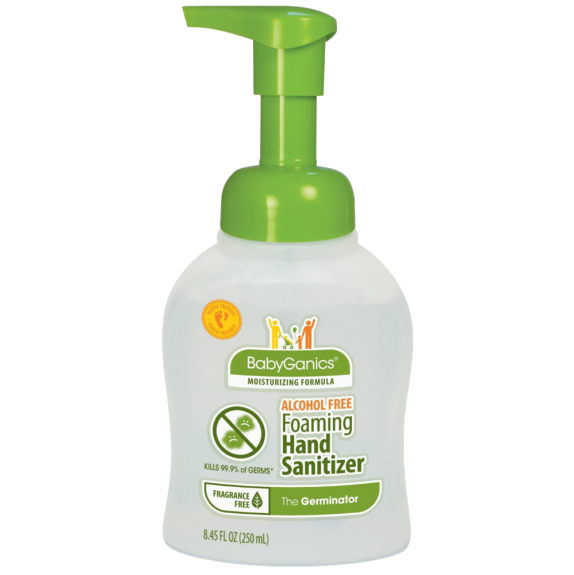 BabyGanics®
MOISTURIZING FORMULA
ALCOHOL FREE
Foaming
Hand
Sanitizer
KILLS 99.9% of GERMS*
FRAGRANCE
FREE
The Germinator
8.45 FL OZ (250 mL)